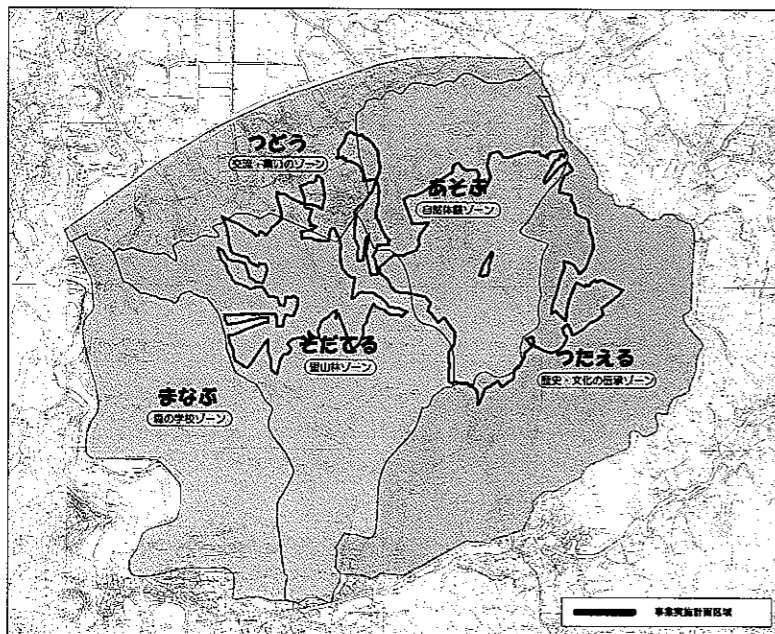 つどう
交流・集いのゾーン
あそぶ
自然体験ゾーン
そだてる
里山林ゾーン
つたえる
歴史・文化の伝承ゾーン
まなぶ
森の学校ゾーン
事業実施計画区域